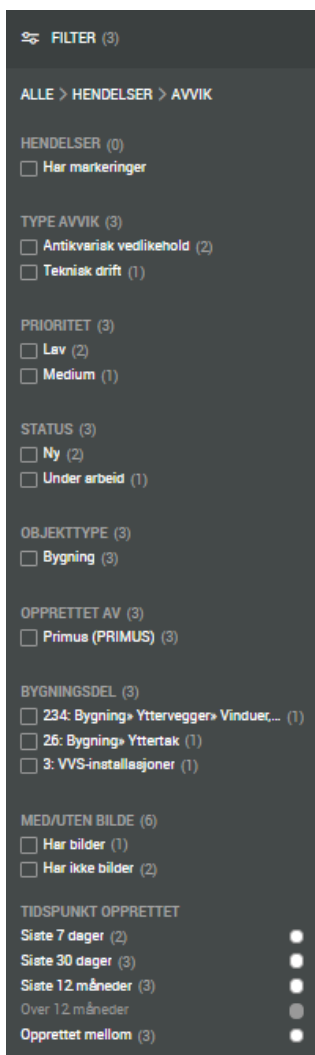 FILTER (3)
ALLE > HENDELSER > AVVIK
HENDELSER (0)
Har markeringer
TYPE AVVIK (3)
Antikvarisk vedlikehold (2)
Teknisk drift (1)
PRIORITET (3)
Lav (2)
Medium (1)
STATUS (3)
Ny (2)
Under arbeid (1)
OBJEKTTYPE (3)
Bygning (3)
OPPRETTET AV (3)
Primus (PRIMUS) (3)
BYGNINGSDEL (3)
234: Bygning» Yttervegger» Vinduer,... (1)
26: Bygning» Yttertak (1)
3: VVS-installasjoner (1)
MED/UTEN BILDE (6)
Har bilder (1)
Har ikke bilder (2)
TIDSPUNKT OPPRETTET
Siste 7 dager (2)
Siste 30 dager (3)
Siste 12 måneder (3)
Over 12 måneder
Opprettet mellom (3)